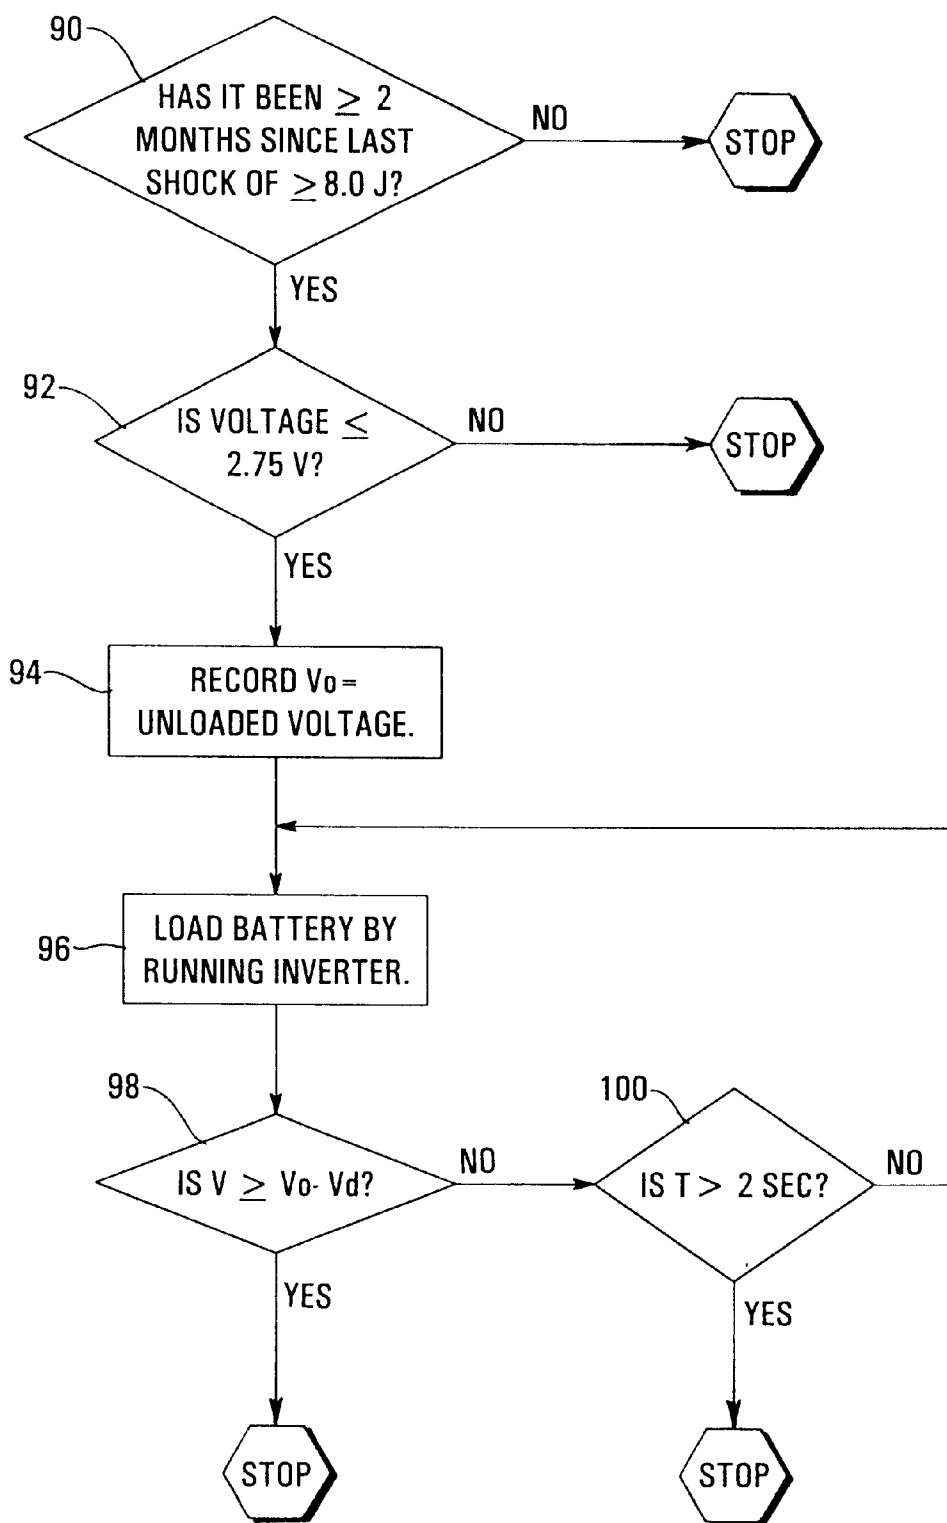 90
HAS IT BEEN ≥ 2
MONTHS SINCE LAST
SHOCK OF ≥ 8.0 J?
NO
STOP
YES
92
IS VOLTAGE ≤
2.75 V?
NO
STOP
YES
94
RECORD Vo =
UNLOADED VOLTAGE.
96
LOAD BATTERY BY
RUNNING INVERTER.
98
IS V ≥ Vo- Vd?
NO
100
IS T > 2 SEC?
NO
YES
YES
STOP
STOP